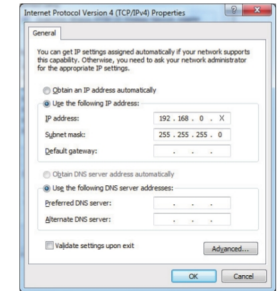 Internet Protocol Version 4 (TCP/IPv4) Properties
General
You can get IP settings assigned automatically if your network supports
this capability. Otherwise, you need to ask your network administrator
for the appropriate IP settings.
Obtain an IP address automatically
Use the following IP address:
IP address: 192 . 168 . 0 . X
Subnet mask: 255 . 255 . 255 . 0
Default gateway: . . .
Obtain DNS server address automatically
Use the following DNS server addresses:
Preferred DNS server: . . .
Alternate DNS server: . . .
Validate settings upon exit
Advanced...
OK Cancel